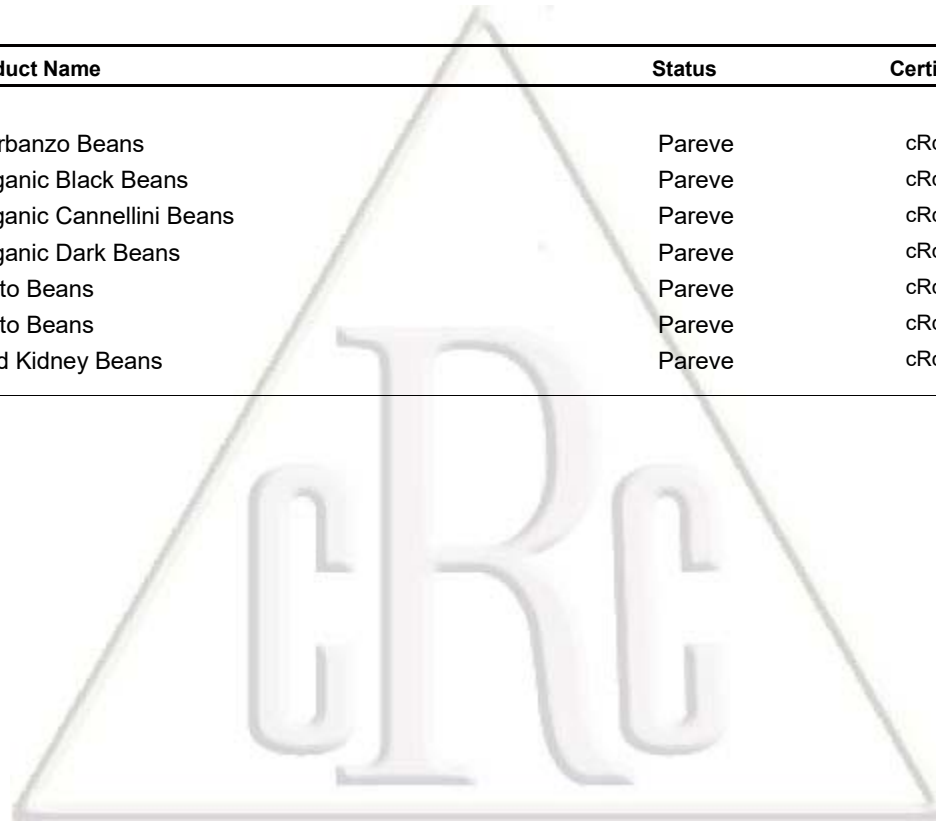 duct Name Status Certi
rbanzo Beans Pareve cRc
ganic Black Beans Pareve cRc
ganic Cannellini Beans Pareve cRc
ganic Dark Beans Pareve cRc
to Beans Pareve cRc
to Beans Pareve cRc
d Kidney Beans Pareve cRc
cRc